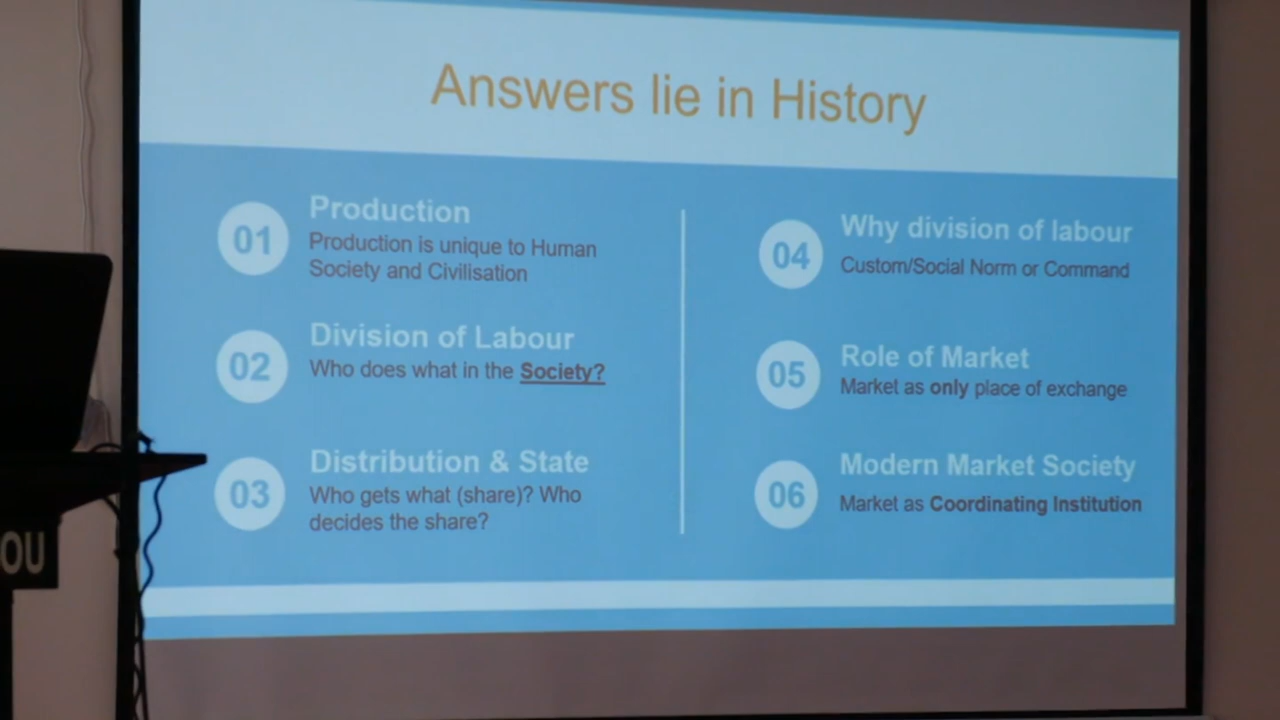 Answers lie in History
01
Production
Production is unique to Human
Society and Civilisation
02
Division of Labour
Who does what in the Society?
03
Distribution & State
Who gets what (share)? Who
decides the share?
04
Why division of labour
Custom/Social Norm or Command
05
Role of Market
Market as only place of exchange
06
Modern Market Society
Market as Coordinating Institution
OU